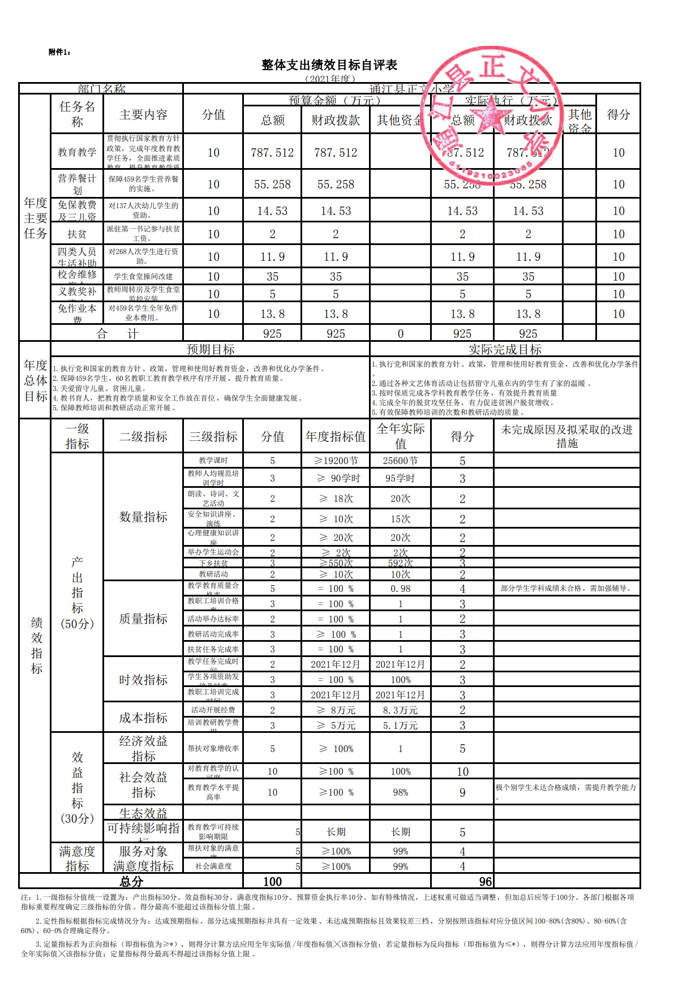 附件1：
整体支出绩效目标自评表
（2021年度）
部门名称 通江县正文小学
年度主要任务
任务名称 主要内容 分值 预算金额（万元） 实际执行（万元） 得分
总额 财政拨款 其他资金 总额 财政拨款 其他资金
教育教学 贯彻执行国家教育方针政策，完成年度教育教学任务，全面推进素质教育，提升教育教学质 10 787.512 787.512 787.512 787.512 10
营养餐计划 保障459名学生营养餐的实施。 10 55.258 55.258 55.258 55.258 10
免保教费及三儿资 对137人次幼儿学生的资助。 10 14.53 14.53 14.53 14.53 10
扶贫 派驻第一书记参与扶贫工资。 10 2 2 2 2 10
四类人员生活补助 对268人次学生进行资助。 10 11.9 11.9 11.9 11.9 10
校舍维修 学生食堂操间改建 10 35 35 35 35 10
义教奖补 教师周转房及学生食堂监控安装 10 5 5 5 5 10
免作业本费 对459名学生全年免作业本费用。 10 13.8 13.8 13.8 13.8 10
合 计 925 925 0 925 925
年度总体目标
预期目标 实际完成目标
1.执行党和国家的教育方针、政策，管理和使用好教育资金，改善和优化办学条件。
2.保障459名学生，60名教职工教育教学秩序有序开展，提升教育质量。
3.关爱留守儿童、贫困儿童。
4.教书育人，把教育教学质量和安全工作放在首位，确保学生全面健康发展。
5.保障教师培训和教研活动正常开展。
1.执行党和国家的教育方针、政策，管理和使用好教育资金，改善和优化办学条件
。
2.通过各种文艺体育活动让包括留守儿童在内的学生有了家的温暖。
3.按时保质完成各学科教育教学任务，有效提升教育质量
4.完成全年的脱贫攻坚任务，有力促进贫困户脱贫增收。
5.有效保障教师培训的次数和教研活动的质量。
绩效指标
一级指标 二级指标 三级指标 分值 年度指标值 全年实际值 得分 未完成原因及拟采取的改进措施
产出指标（50分）
数量指标
教学课时 5 ≥19200节 25600节 5
教师人均规范培训学时 3 ≥ 90学时 95学时 3
朗读、诗词、文艺活动 2 ≥ 18次 20次 2
安全知识讲座、演练 2 ≥ 10次 15次 2
心理健康知识讲座 2 ≥ 20次 20次 2
举办学生运动会 2 ≥ 2次 2次 2
下乡扶贫 3 ≥550次 592次 3
教研活动 2 ≥ 10次 10次 2
质量指标
教学教育质量合格率 5 = 100 % 0.98 4 部分学生学科成绩未合格，需加强辅导。
教职工培训合格率 3 = 100 % 1 3
活动举办达标率 2 = 100 % 1 2
教研活动完成率 3 ≥ 100 % 1 3
扶贫任务完成率 3 = 100 % 1 3
时效指标
教学任务完成时间 2 2021年12月 2021年12月 2
学生各项资助发放及时率 3 = 100 % 100% 3
教职工培训完成时间 3 2021年12月 2021年12月 3
成本指标
活动开展经费 2 ≥ 8万元 8.3万元 2
培训教研教学费用 3 ≥ 5万元 5.1万元 3
效益指标（30分）
经济效益指标 帮扶对象增收率 5 ≥ 100% 1 5
社会效益指标
对教育教学的认可度 10 ≥100 % 100% 10
教育教学水平提高率 10 ≥100 % 98% 9 极个别学生未达合格成绩，需提升教学能力。
生态效益
可持续影响指标 教育教学可持续影响期限 5 长期 长期 5
满意度指标 服务对象满意度指标
帮扶对象的满意度 5 ≥100% 99% 4
社会满意度 5 ≥100% 99% 4
总分 100 96
注：1.一级指标分值统一设置为：产出指标50分、效益指标30分、满意度指标10分、预算资金执行率10分。如有特殊情况，上述权重可做适当调整，但加总后应等于100分。各部门根据各项
指标重要程度确定三级指标的分值。得分最高不能超过该指标分值上限。
2.定性指标根据指标完成情况分为：达成预期指标、部分达成预期指标并具有一定效果、未达成预期指标且效果较差三档，分别按照该指标对应分值区间100-80%(含80%)、80-60%(含
60%)、60-0%合理确定得分。
3.定量指标若为正向指标（即指标值为≥*），则得分计算方法应用全年实际值/年度指标值╳该指标分值；若定量指标为反向指标（即指标值为≤*），则得分计算方法应用年度指标值/
全年实际值╳该指标分值；定量指标得分最高不得超过该指标分值上限。
通江县正文小学
5119210023085